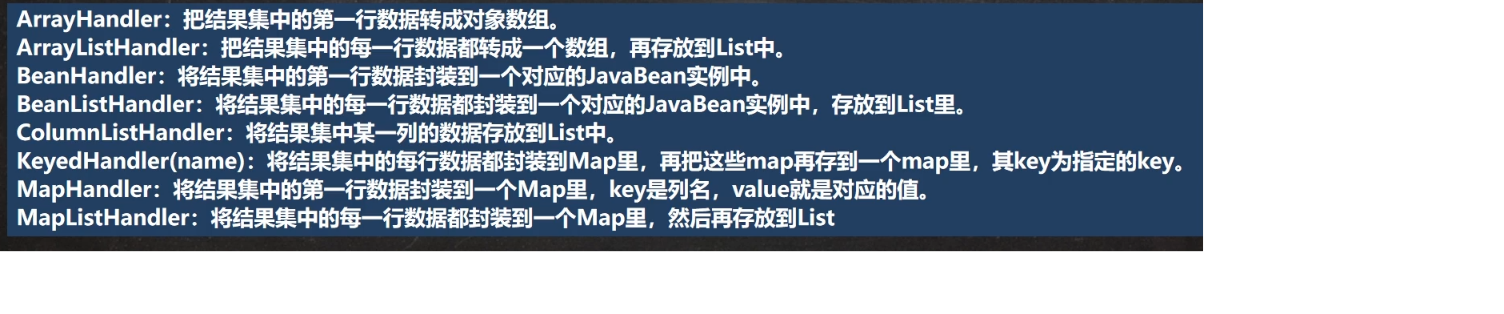 ArrayHandler：把结果集中的第一行数据转成对象数组。
ArrayListHandler：把结果集中的每一行数据都转成一个数组，再存放到List中。
BeanHandler：将结果集中的第一行数据封装到一个对应的JavaBean实例中。
BeanListHandler：将结果集中的每一行数据都封装到一个对应的JavaBean实例中，存放到List里。
ColumnListHandler：将结果集中某一列的数据存放到List中。
KeyedHandler(name)：将结果集中的每行数据都封装到Map里，再把这些map再存到一个map里，其key为指定的key。
MapHandler：将结果集中的第一行数据封装到一个Map里，key是列名，value就是对应的值。
MapListHandler：将结果集中的每一行数据都封装到一个Map里，然后再存放到List